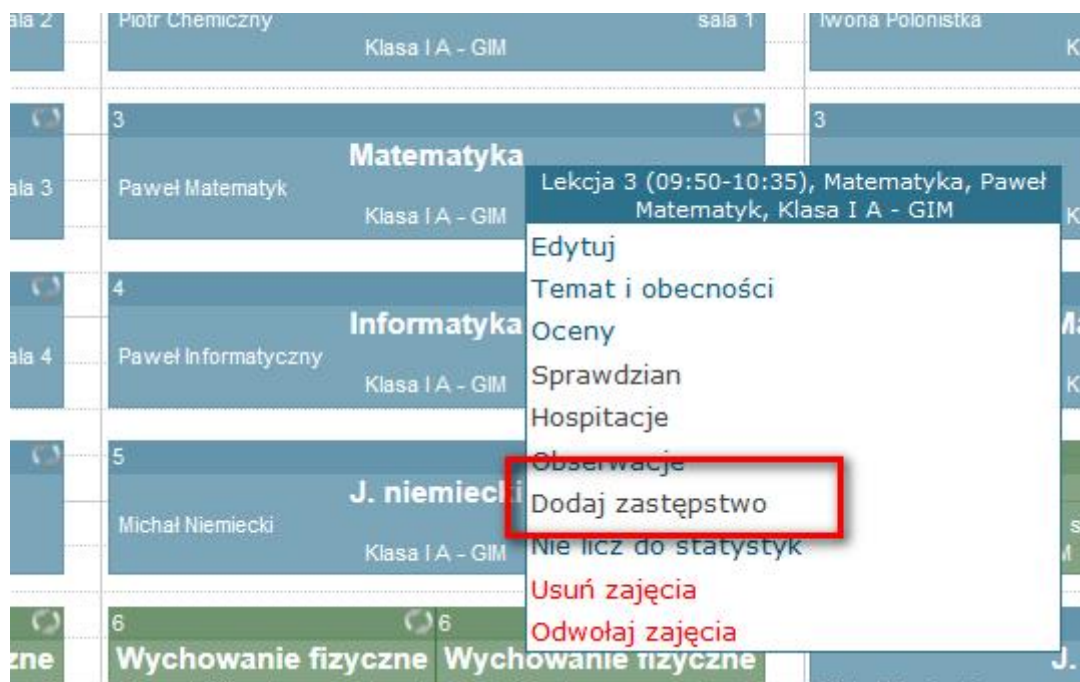 ala 2
Piotr Chemiczny
sala 1
Iwona Polonistka
Klasa I A - GIM
K
3
3
Matematyka
ala 3
Paweł Matematyk
Klasa I A - GIM
K
Lekcja 3 (09:50-10:35), Matematyka, Paweł
Matematyk, Klasa I A - GIM
Edytuj
Temat i obecności
Oceny
Sprawdzian
Hospitacje
Obserwacje
Dodaj zastępstwo
Nie licz do statystyk
Usuń zajęcia
Odwołaj zajęcia
4
Informatyka
Ma
ala 4
Paweł Informatyczny
Klasa I A - GIM
K
5
J. niemiecki
Michał Niemiecki
s
Klasa I A - GIM
6
6
zne
Wychowanie fizyczne
Wychowanie fizyczne
J.